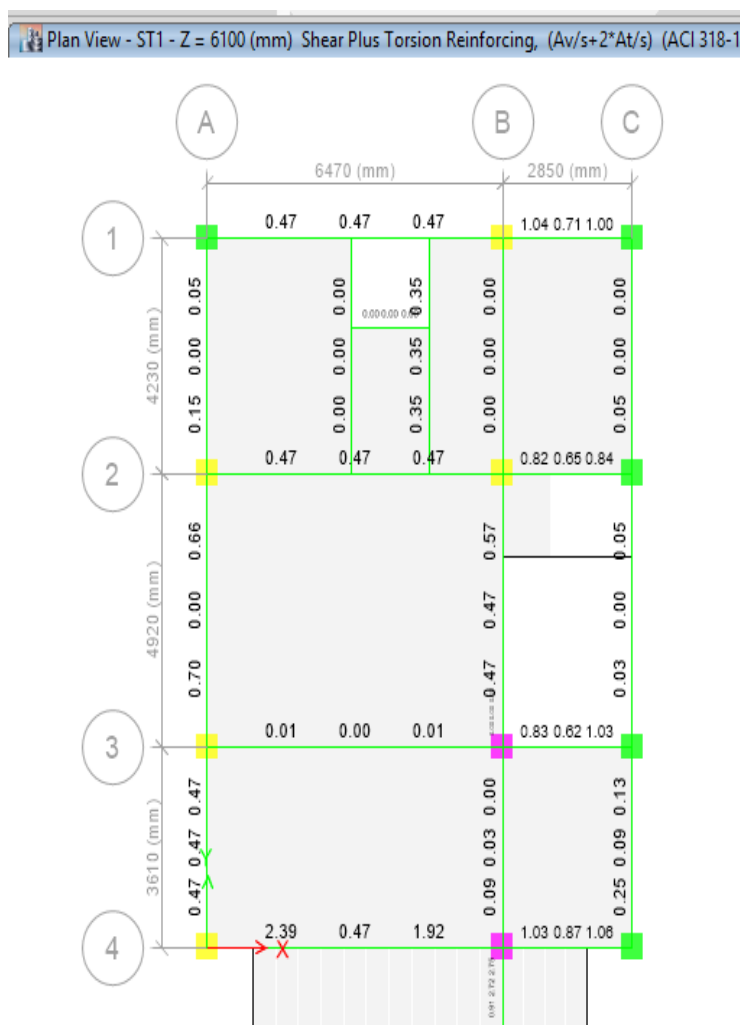 Plan View - ST1 - Z = 6100 (mm) Shear Plus Torsion Reinforcing, (Av/s+2*At/s) (ACI 318-1
A B C
6470 (mm) 2850 (mm)
1
0.47 0.47 0.47 1.04 0.71 1.00
4230 (mm)
0.05 0.00 0.35 0.00 0.00
0.00 0.00
0.00 0.00 0.35 0.00 0.00
0.15 0.00 0.35 0.00 0.05
2
0.47 0.47 0.47 0.82 0.65 0.84
4920 (mm)
0.66 0.57 0.05
0.00 0.47 0.00
0.70 0.47 0.03
3
0.01 0.00 0.01 0.83 0.62 1.03
3610 (mm)
0.47 0.00 0.13
0.47 0.03 0.09
Y
0.47 0.09 0.25
4
2.39 0.47 1.92 1.03 0.87 1.06
X